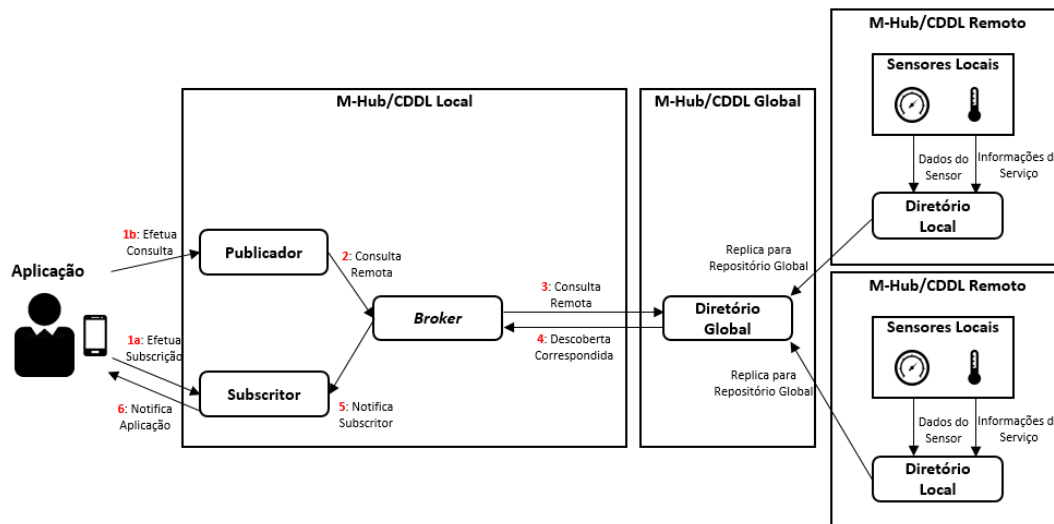 M-Hub/CDDL Remoto
Sensores Locais
Dados do
Sensor
Informações d
Serviço
Diretório
Local
M-Hub/CDDL Local
M-Hub/CDDL Global
1b: Efetua
Consulta
Publicador
2: Consulta
Remota
Aplicação
Broker
3: Consulta
Remota
4: Descoberta
Correspondida
Diretório
Global
Replica para
Repositório Global
1a: Efetua
Subscrição
Subscritor
6: Notifica
Aplicação
5: Notifica
Subscritor
Replica para
Repositório Global
M-Hub/CDDL Remoto
Sensores Locais
Dados do
Sensor
Informações d
Serviço
Diretório
Local